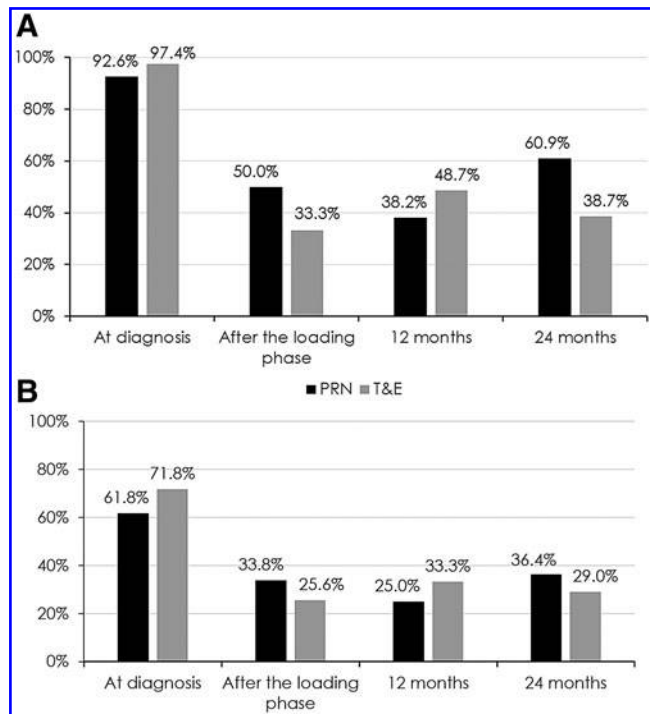 A
100%
80%
60%
40%
20%
0%
92.6%
97.4%
50.0%
33.3%
38.2%
48.7%
60.9%
38.7%
At diagnosis
After the loading
phase
12 months
24 months
PRN
T&E
B
100%
80%
60%
40%
20%
0%
61.8%
71.8%
33.8%
25.6%
25.0%
33.3%
36.4%
29.0%
At diagnosis
After the loading
phase
12 months
24 months